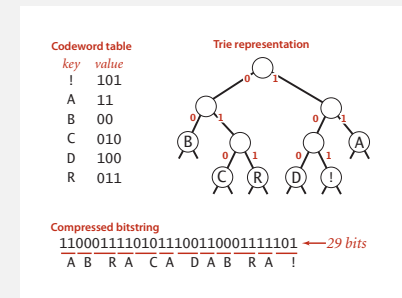 Codeword table
key value
! 101
A 11
B 00
C 010
D 100
R 011
Trie representation
0 1
0 1 0 1
B A
0 1 0 1
C R D !
Compressed bitstring
11000111101011100110001111101 29 bits
A B R A C A D A B R A !